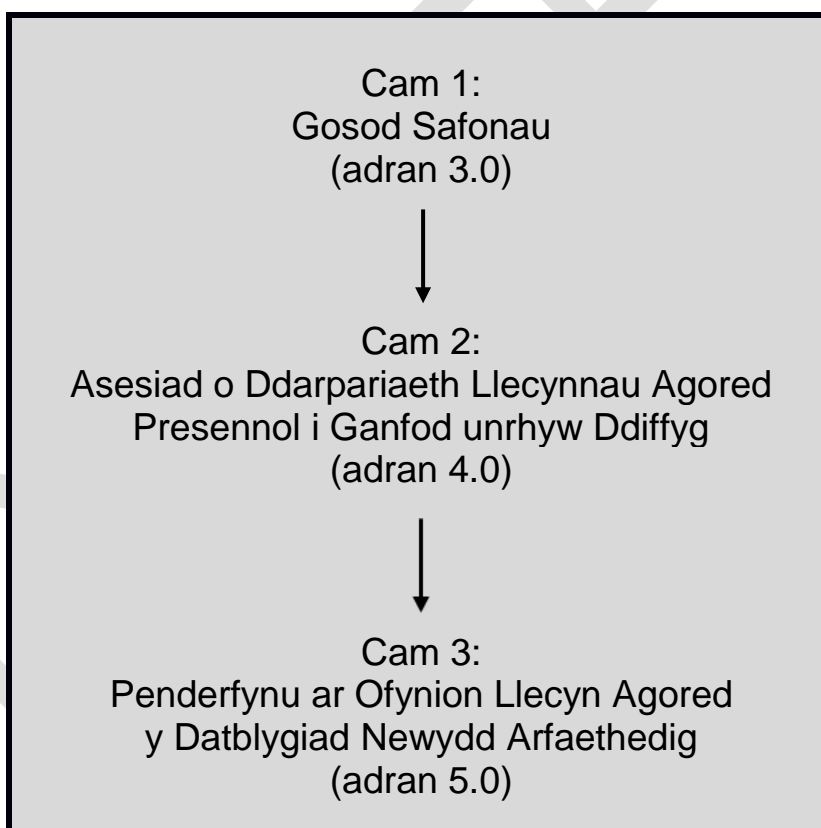 Cam 1:
Gosod Safonau
(adran 3.0)
Cam 2:
Asesiad o Ddarpariaeth Llecynnau Agored
Presennol i Ganfod unrhyw Ddiffyg
(adran 4.0)
Cam 3:
Penderfynu ar Ofynion Llecyn Agored
y Datblygiad Newydd Arfaethedig
(adran 5.0)